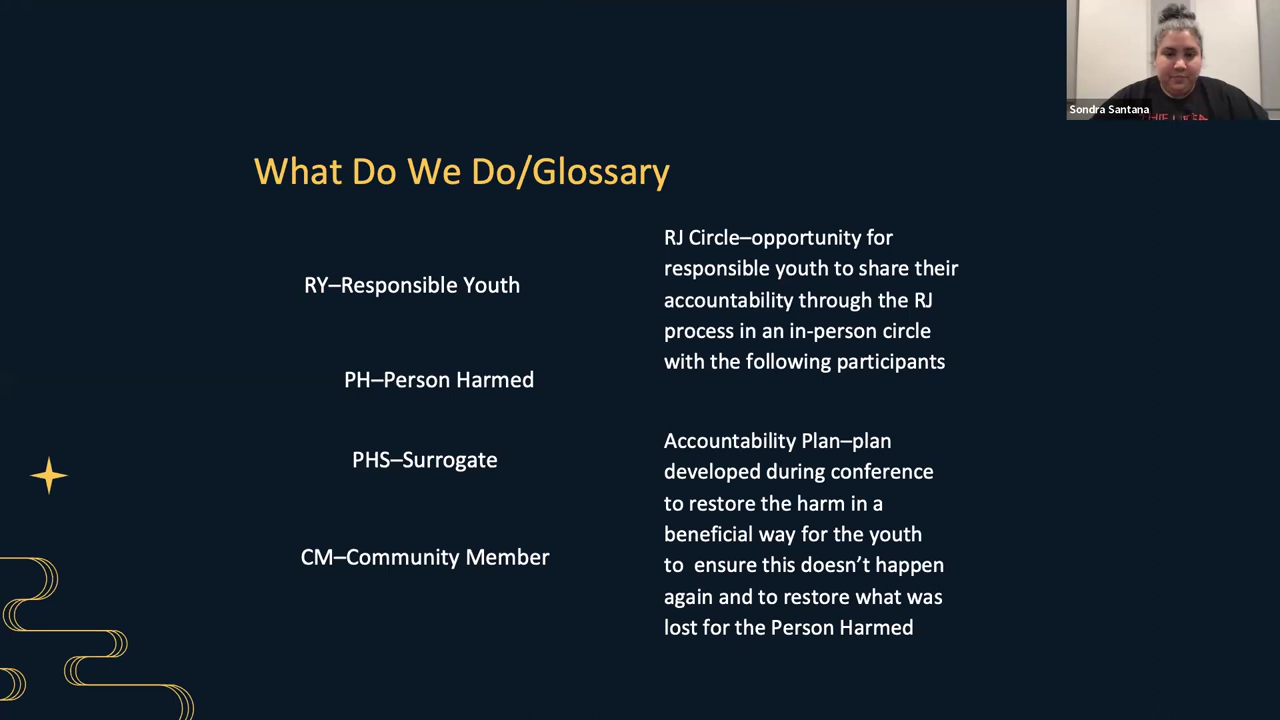 Sondra Santana
What Do We Do/Glossary
RY–Responsible Youth
PH–Person Harmed
PHS–Surrogate
CM–Community Member
RJ Circle–opportunity for
responsible youth to share their
accountability through the RJ
process in an in-person circle
with the following participants
Accountability Plan–plan
developed during conference
to restore the harm in a
beneficial way for the youth
to  ensure this doesn’t happen
again and to restore what was
lost for the Person Harmed